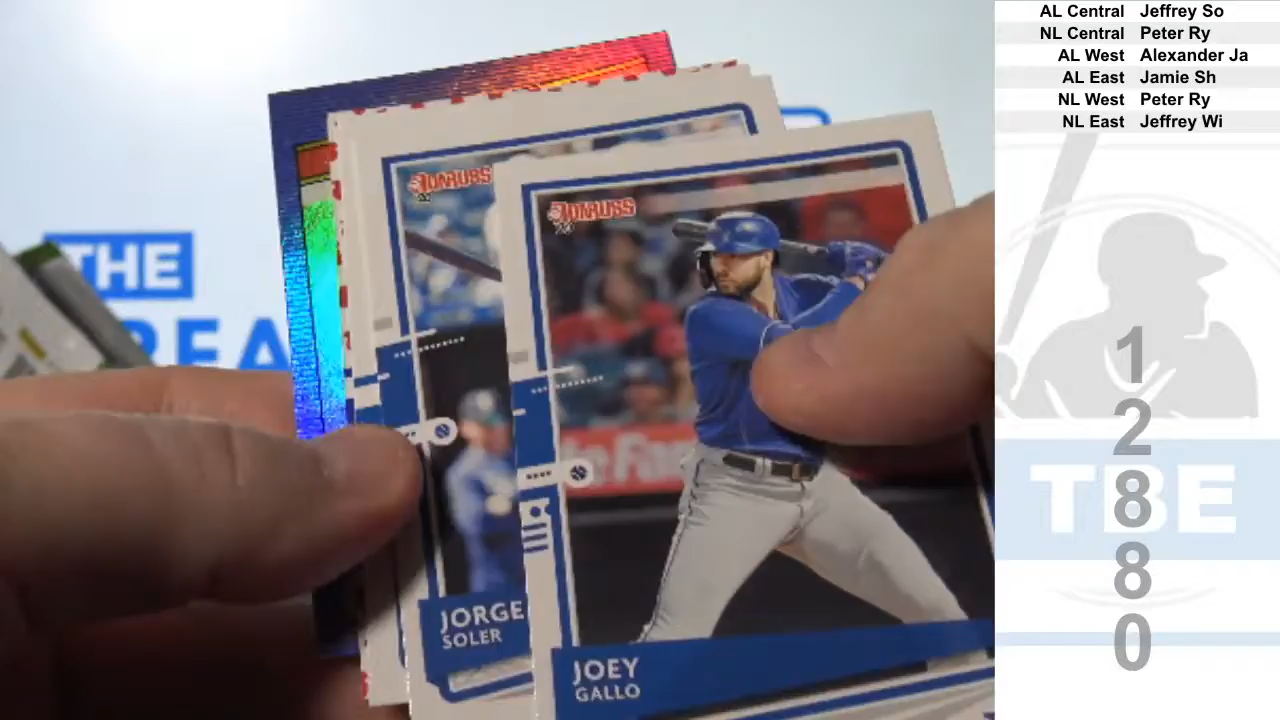 AL Central Jeffrey So
NL Central Peter Ry
AL West Alexander Ja
AL East Jamie Sh
NL West Peter Ry
NL East Jeffrey Wi
THE
REA
DONRUSS
DONRUSS
JORGE
SOLER
JOEY
GALLO
1
2
8
8
0
TBE